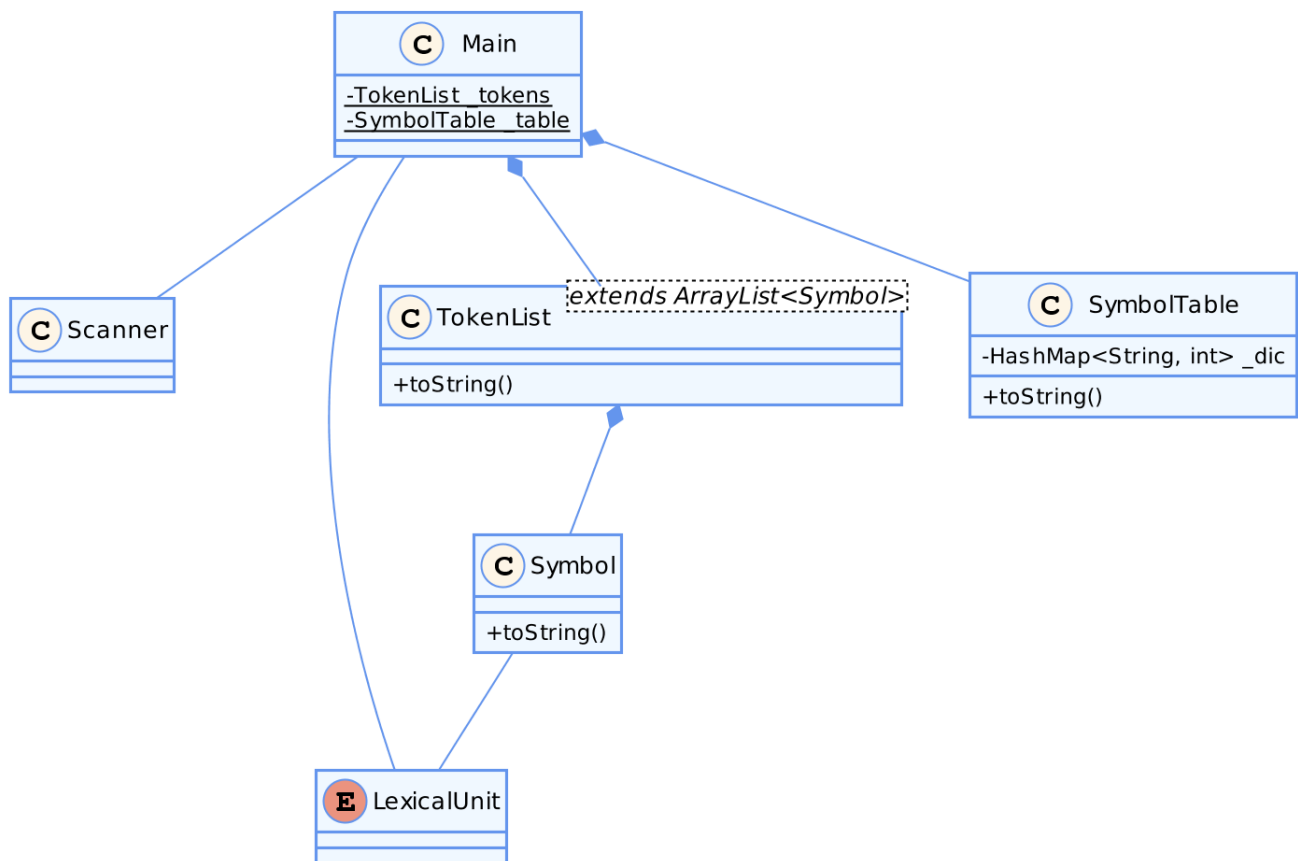 C Main
-TokenList _tokens
-SymbolTable _table
C Scanner
C TokenList
extends ArrayList<Symbol>
+toString()
C SymbolTable
-HashMap<String, int> _dic
+toString()
C Symbol
+toString()
E LexicalUnit